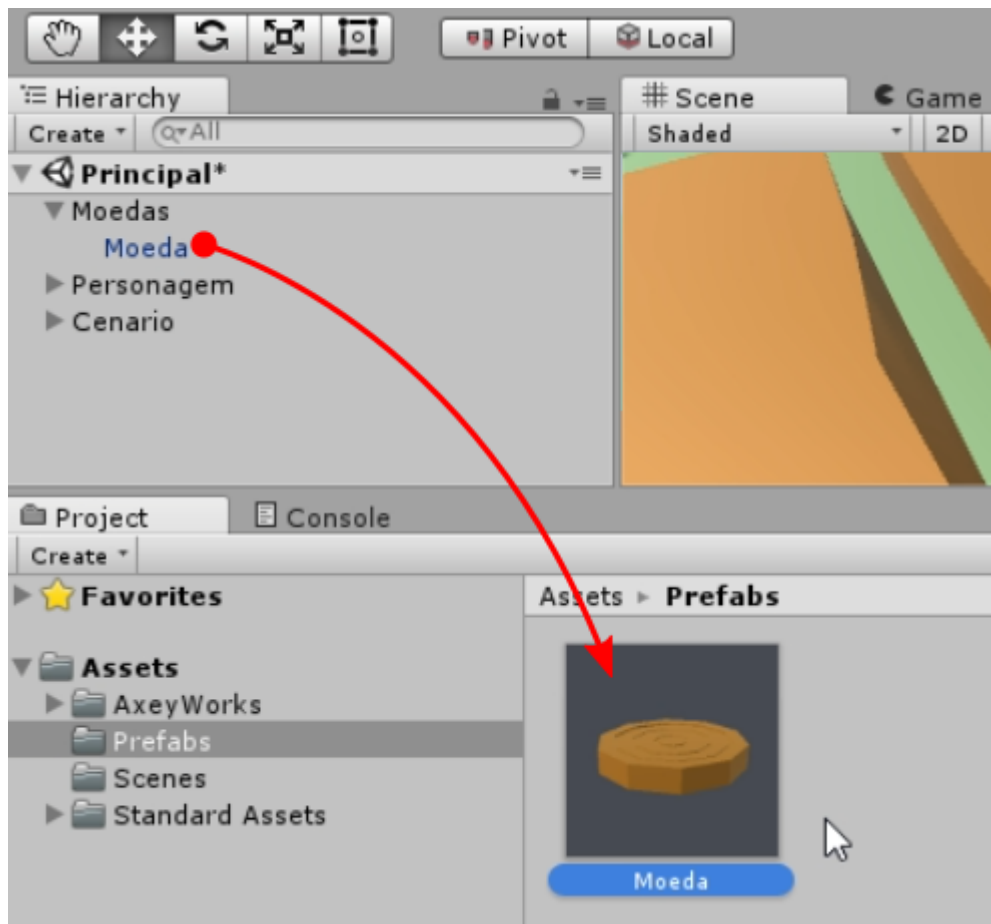 Pivot Local
Hierarchy
Scene
Game
Create
All
Shaded
2D
Principal*
Moedas
Moeda
Personagem
Cenario
Project
Console
Create
Favorites
Assets
AxeyWorks
Prefabs
Scenes
Standard Assets
Assets Prefabs
Moeda